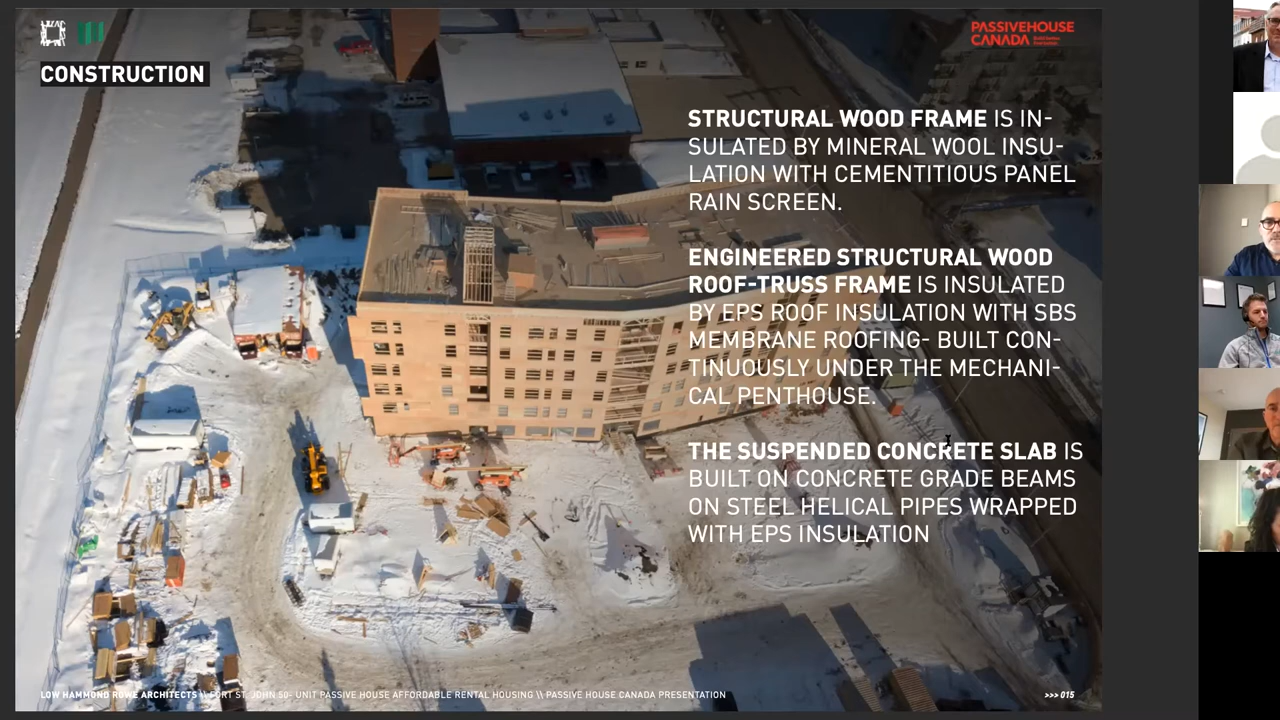 PASSIVEHOUSE
CANADA
CONSTRUCTION
STRUCTURAL WOOD FRAME IS IN-
SULATED BY MINERAL WOOL INSU-
LATION WITH CEMENTITIOUS PANEL
RAIN SCREEN.
ENGINEERED STRUCTURAL WOOD
ROOF-TRUSS FRAME IS INSULATED
BY EPS ROOF INSULATION WITH SBS
MEMBRANE ROOFING- BUILT CON-
TINUOUSLY UNDER THE MECHANI-
CAL PENTHOUSE.
THE SUSPENDED CONCRETE SLAB IS
BUILT ON CONCRETE GRADE BEAMS
ON STEEL HELICAL PIPES WRAPPED
WITH EPS INSULATION
LOW HAMMOND ROWE ARCHITECTS \\ FORT ST. JOHN 50- UNIT PASSIVE HOUSE AFFORDABLE RENTAL HOUSING \\ PASSIVE HOUSE CANADA PRESENTATION
>>> 015